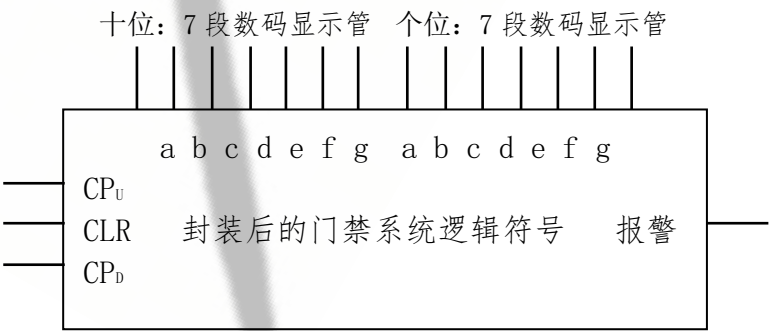 十位：7段数码显示管 个位：7段数码显示管
a b c d e f g a b c d e f g
CPU
CLR 封装后的门禁系统逻辑符号 报警
CPD